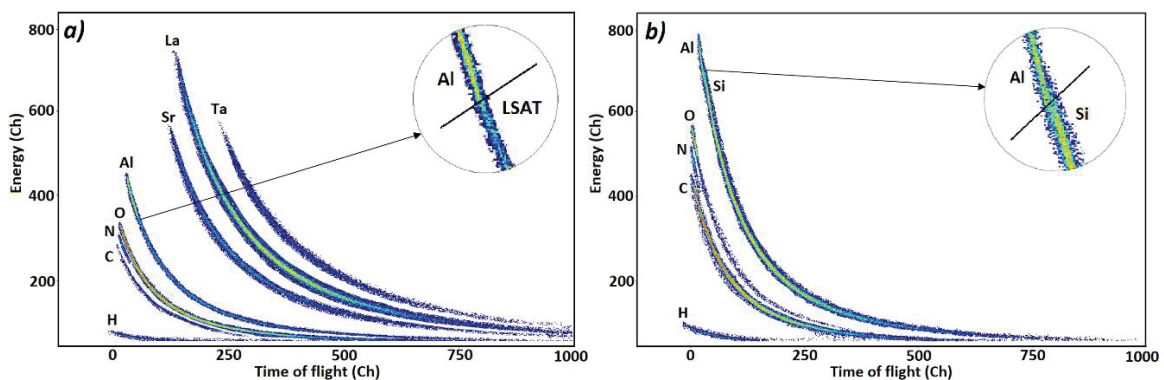 a)
800
600
400
200
Energy (Ch)
La
Sr
Ta
Al
O
N
C
H
Al
LSAT
0
250
500
750
1000
Time of flight (Ch)
b)
800
600
400
200
Energy (Ch)
Al
Si
O
N
C
H
Al
Si
0
250
500
750
1000
Time of flight (Ch)